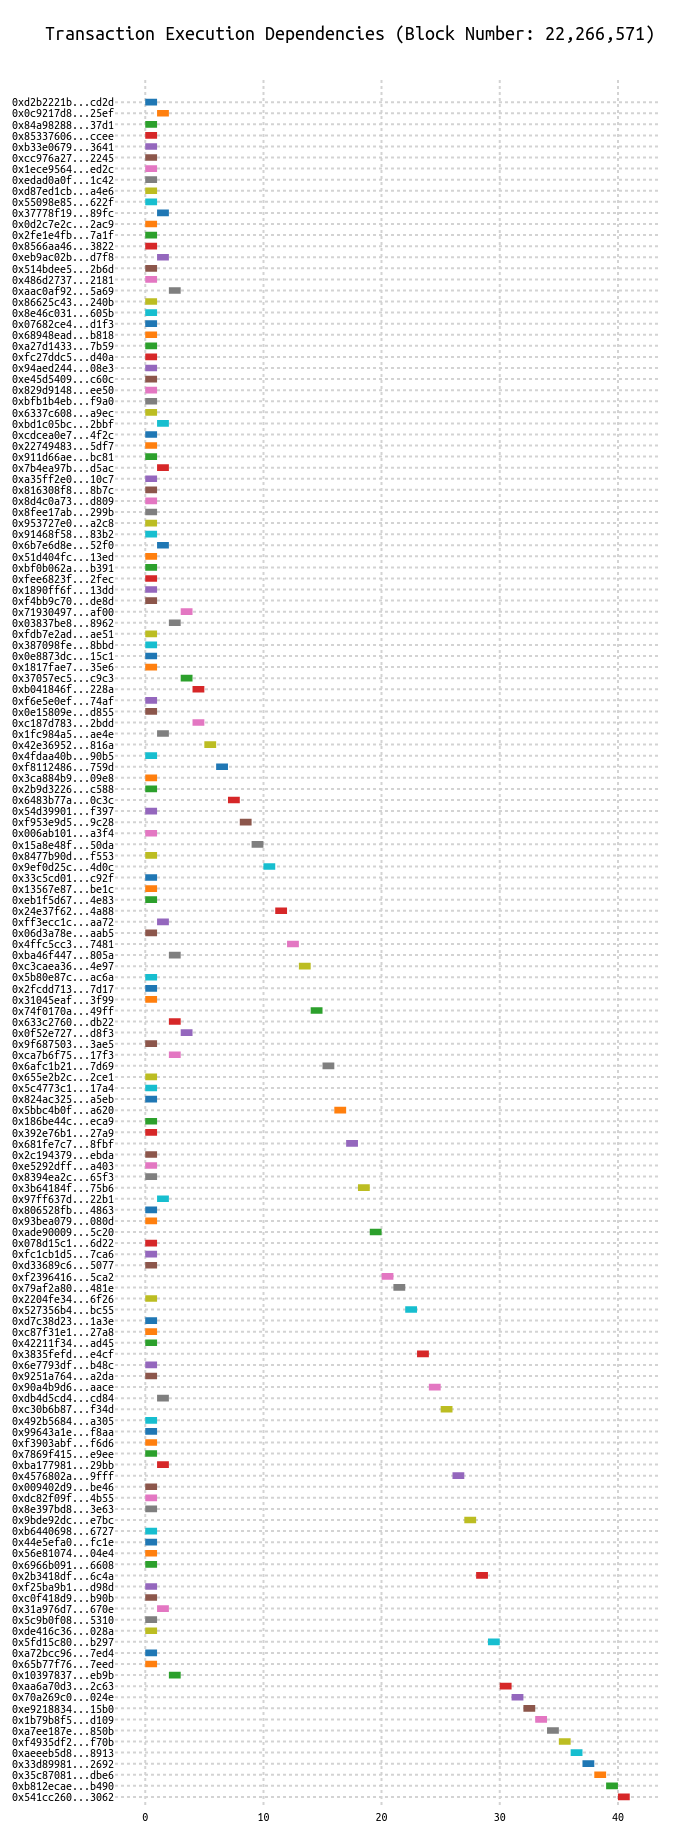 Transaction Execution Dependencies (Block Number: 22,266,571)
0xd2b2221b...cd2d
0x0c9217d8...25ef
0x84a98288...37d1
0x85337606...ccee
0xb33e0679...3641
0xcc976a27...2245
0x1ece9564...ed2c
0xedad0a0f...1c42
0xd87ed1cb...a4e6
0x55098e85...622f
0x37778f19...89fc
0x0d2c7e2c...2ac9
0x2fe1e4fb...7a1f
0x8566aa46...3822
0xeb9ac02b...d7f8
0x514bdee5...2b6d
0x486d2737...2181
0xaac0af92...5a69
0x86625c43...240b
0x8e46c031...605b
0x07682ce4...d1f3
0x68948ead...b818
0xa27d1433...7b59
0xfc27ddc5...d40a
0x94aed244...08e3
0xe45d5409...c60c
0x829d9148...ee50
0xbfb1b4eb...f9a0
0x6337c608...a9ec
0xbd1c05bc...2bbf
0xcdcea0e7...4f2c
0x22749483...5df7
0x911d66ae...bc81
0x7b4ea97b...d5ac
0xa35ff2e0...10c7
0x816308f8...8b7c
0x8d4c0a73...d809
0x8fee17ab...299b
0x953727e0...a2c8
0x91468f58...83b2
0x6b7e6d8e...52f0
0x51d404fc...13ed
0xbf0b062a...b391
0xfee6823f...2fec
0x1890ff6f...13dd
0xf4bb9c70...de8d
0x71930497...af00
0x03837be8...8962
0xfdb7e2ad...ae51
0x387098fe...8bbd
0x0e8873dc...15c1
0x1817fae7...35e6
0x37057ec5...c9c3
0xb041846f...228a
0xf6e5e0ef...74af
0x0e15809e...d855
0xc187d783...2bdd
0x1fc984a5...ae4e
0x42e36952...816a
0x4fdaa40b...90b5
0xf8112486...759d
0x3ca884b9...09e8
0x2b9d3226...c588
0x6483b77a...0c3c
0x54d39901...f397
0xf953e9d5...9c28
0x006ab101...a3f4
0x15a8e48f...50da
0x8477b90d...f553
0x9ef0d25c...4d0c
0x33c5cd01...c92f
0x13567e87...be1c
0xeb1f5d67...4e83
0x24e37f62...4a88
0xff3ecc1c...aa72
0x06d3a78e...aab5
0x4ffc5cc3...7481
0xba46f447...805a
0xc3caea36...4e97
0x5b80e87c...ac6a
0x2fcdd713...7d17
0x31045eaf...3f99
0x74f0170a...49ff
0x633c2760...db22
0x0f52e727...d8f3
0x9f687503...3ae5
0xca7b6f75...17f3
0x6afc1b21...7d69
0x655e2b2c...2ce1
0x5c4773c1...17a4
0x824ac325...a5eb
0x5bbc4b0f...a620
0x186be44c...eca9
0x392e76b1...27a9
0x681fe7c7...8fbf
0x2c194379...ebda
0xe5292dff...a403
0x8394ea2c...65f3
0x3b64184f...75b6
0x97ff637d...22b1
0x806528fb...4863
0x93bea079...080d
0xade90009...5c20
0x078d15c1...6d22
0xfc1cb1d5...7ca6
0xd33689c6...5077
0xf2396416...5ca2
0x79af2a80...481e
0x2204fe34...6f26
0x527356b4...bc55
0xd7c38d23...1a3e
0xc87f31e1...27a8
0x42211f34...ad45
0x3835fefd...e4cf
0x6e7793df...b48c
0x9251a764...a2da
0x90a4b9d6...aace
0xdb4d5cd4...cd84
0xc30b6b87...f34d
0x492b5684...a305
0x99643a1e...f8aa
0xf3903abf...f6d6
0x7869f415...e9ee
0xba177981...29bb
0x4576802a...9fff
0x009402d9...be46
0xdc82f09f...4b55
0x8e397bd8...3e63
0x9bde92dc...e7bc
0xb6440698...6727
0x44e5efa0...fc1e
0x56e81074...04e4
0x6966b091...6608
0x2b3418df...6c4a
0xf25ba9b1...d98d
0xc0f418d9...b90b
0x31a976d7...670e
0x5c9b0f08...5310
0xde416c36...028a
0x5fd15c80...b297
0xa72bcc96...7ed4
0x65b77f76...7eed
0x10397837...eb9b
0xaa6a70d3...2c63
0x70a269c0...024e
0xe9218834...15b0
0x1b79b8f5...d109
0xa7ee187e...850b
0xf4935df2...f70b
0xaeeeb5d8...8913
0x33d89981...2692
0x35c87081...dbe6
0xb812ecae...b490
0x541cc260...3062
0 10 20 30 40